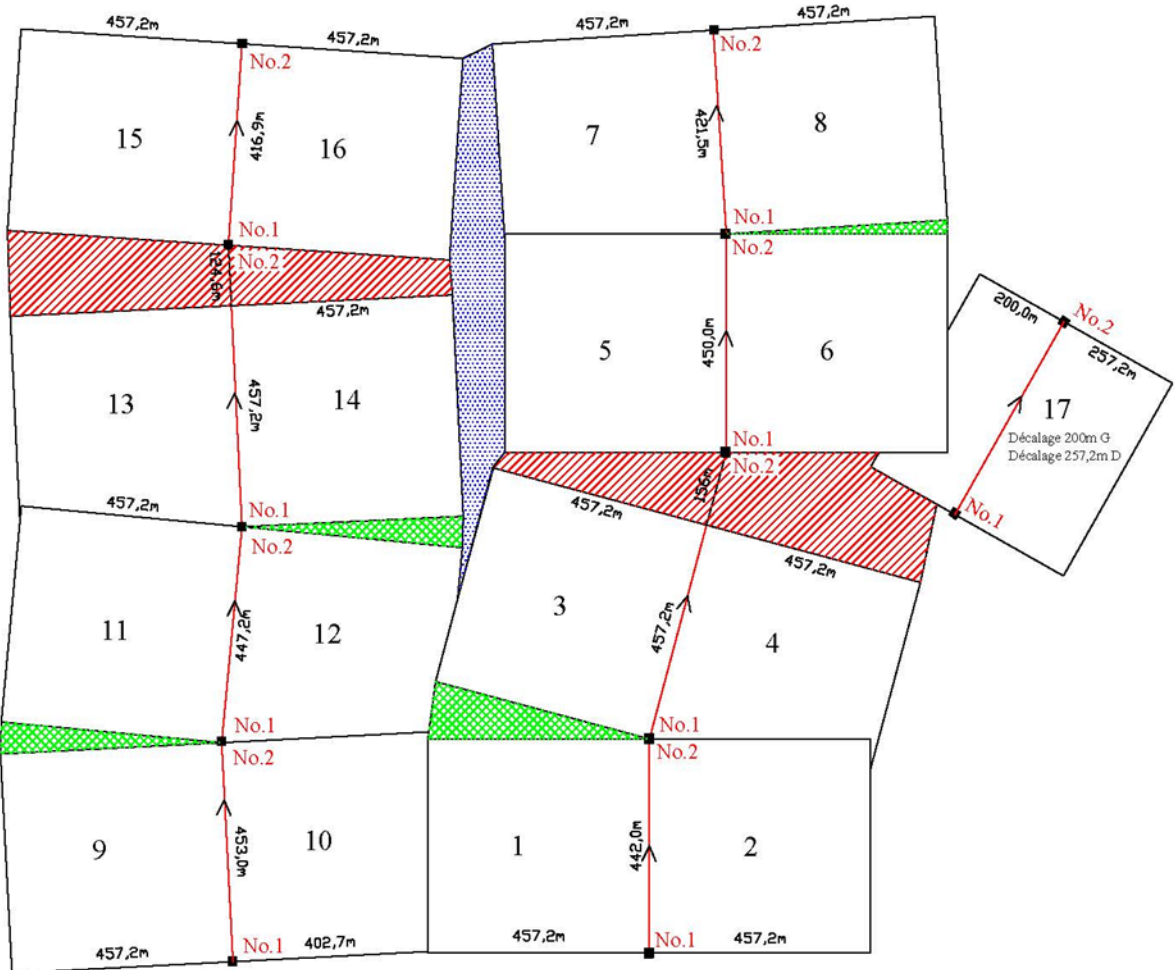 457,2m
457,2m
457,2m
457,2m
No.2
No.2
15
416,9m
16
7
421,5m
8
No.1
No.1
No.2
No.2
124,6m
457,2m
200,0m
No.2
257,2m
5
450,0m
6
13
457,2m
14
17
Décalage 200m G
Décalage 257,2m D
No.1
No.2
156m
457,2m
457,2m
No.1
457,2m
No.1
No.2
11
447,2m
12
3
457,2m
4
No.1
No.2
No.1
No.2
9
453,0m
10
1
442,0m
2
457,2m
No.1
402,7m
457,2m
No.1
457,2m